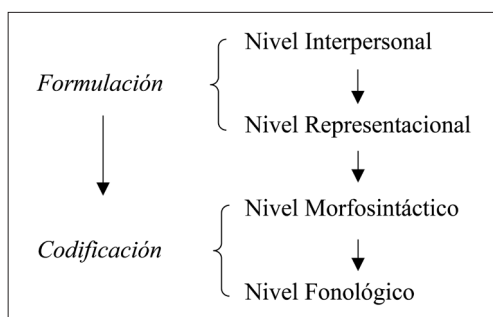 Nivel Interpersonal
Formulación
Nivel Representacional
Nivel Morfosintáctico
Codificación
Nivel Fonológico